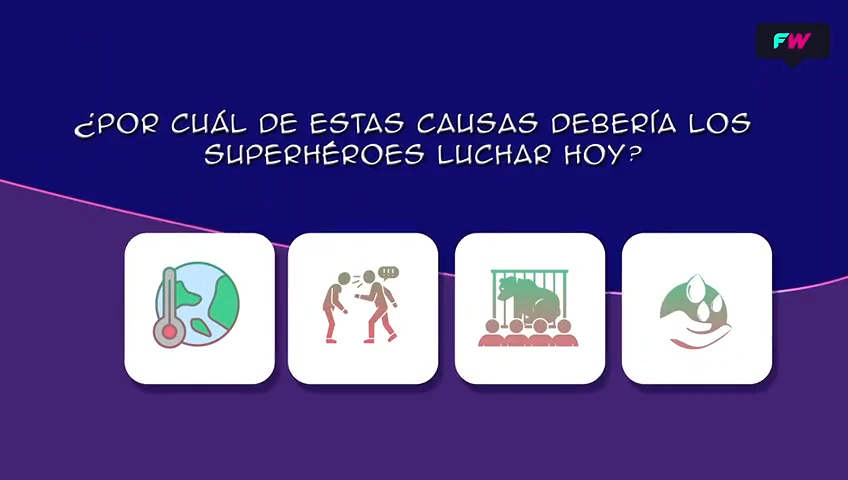 FW
¿POR CUÁL DE ESTAS CAUSAS DEBERÍA LOS
SUPERHÉROES LUCHAR HOY?